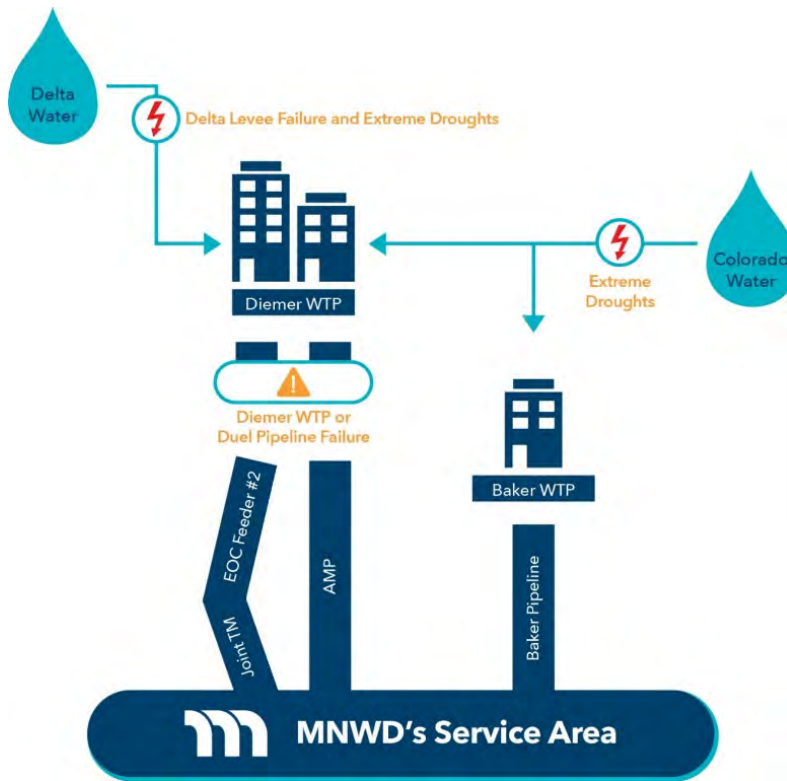 Delta
Water
Delta Levee Failure and Extreme Droughts
Colorado
Water
Extreme
Droughts
Diemer WTP
Diemer WTP or
Duel Pipeline Failure
Baker WTP
EOC Feeder #2
Joint TM
AMP
Baker Pipeline
MNWD's Service Area